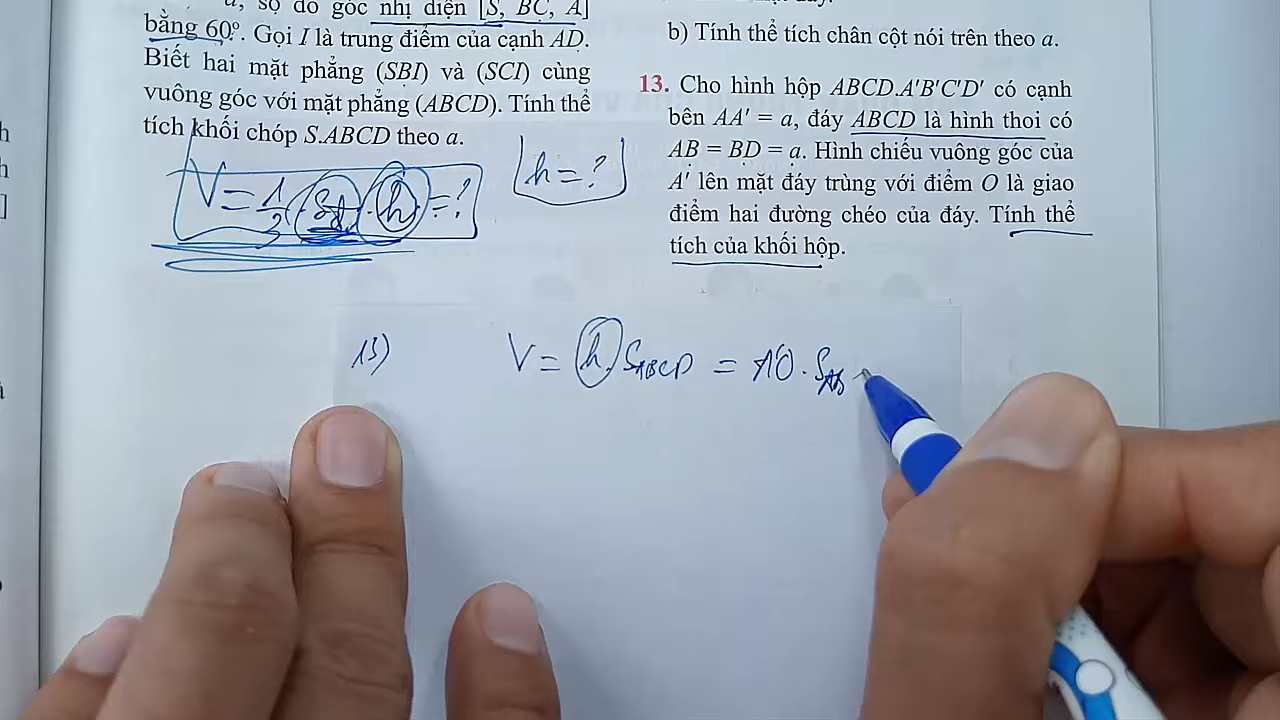 a, số đo góc nhị diện [S, BC, A]
bằng 60°. Gọi I là trung điểm của cạnh AD.
Biết hai mặt phẳng (SBI) và (SCI) cùng
vuông góc với mặt phẳng (ABCD). Tính thể
tích khối chóp S.ABCD theo a.
V = 1/3 . Sđ . h = ?
h = ?
b) Tính thể tích chân cột nói trên theo a.
13. Cho hình hộp ABCD.A'B'C'D' có cạnh
bên AA' = a, đáy ABCD là hình thoi có
AB = BD = a. Hình chiếu vuông góc của
A' lên mặt đáy trùng với điểm O là giao
điểm hai đường chéo của đáy. Tính thể
tích của khối hộp.
13) V = h. SABCD = A'O . SAB